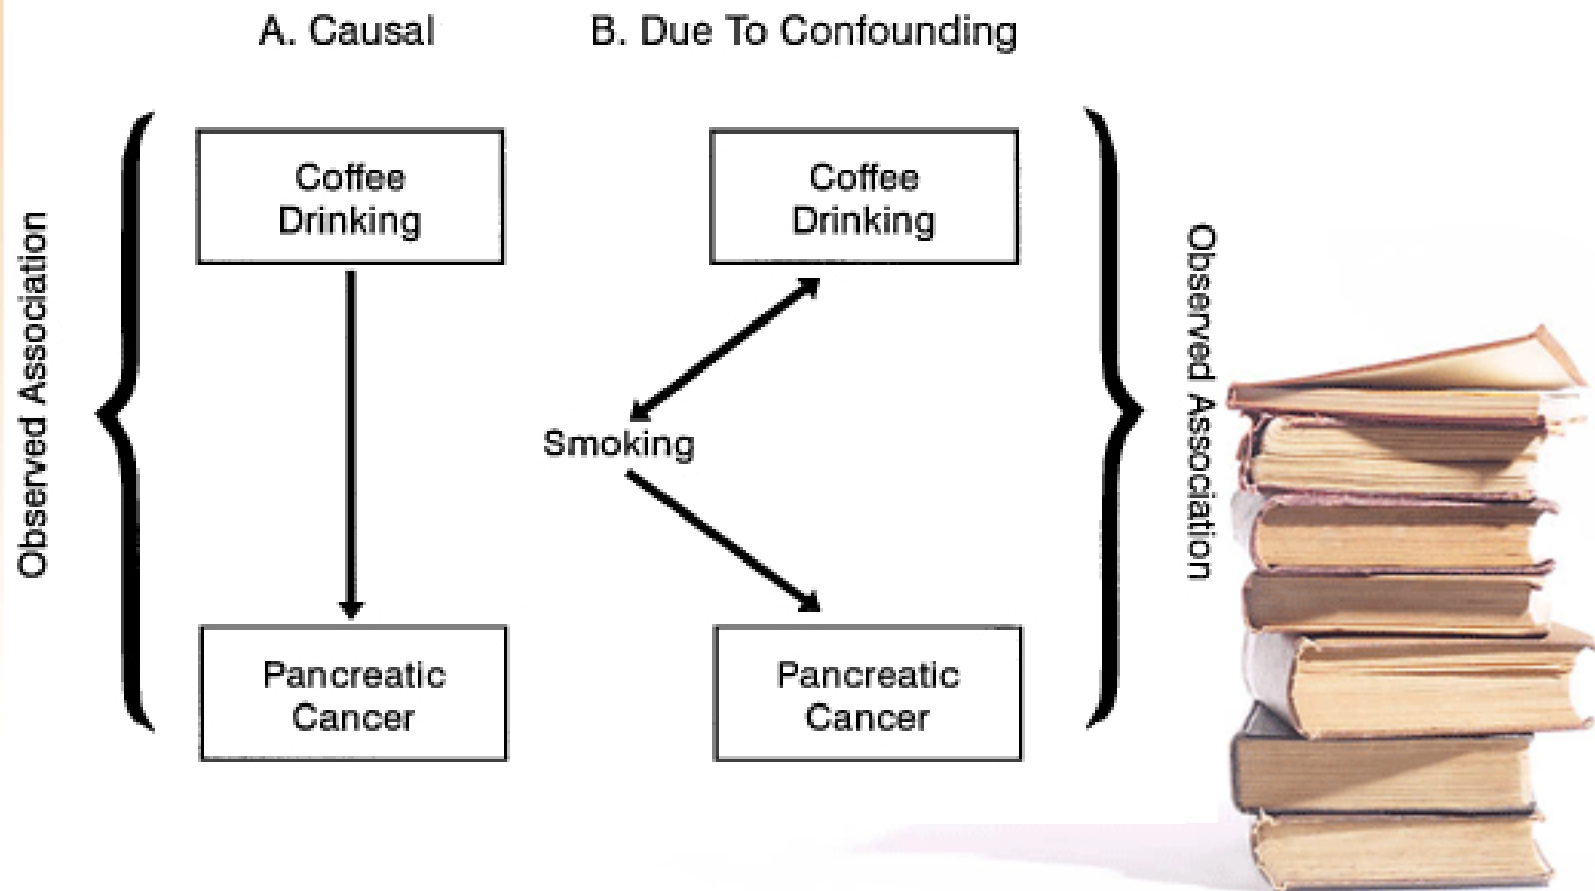 A. Causal
B. Due To Confounding
Observed Association
Coffee
Drinking
Pancreatic
Cancer
Coffee
Drinking
Smoking
Pancreatic
Cancer
Observed Association